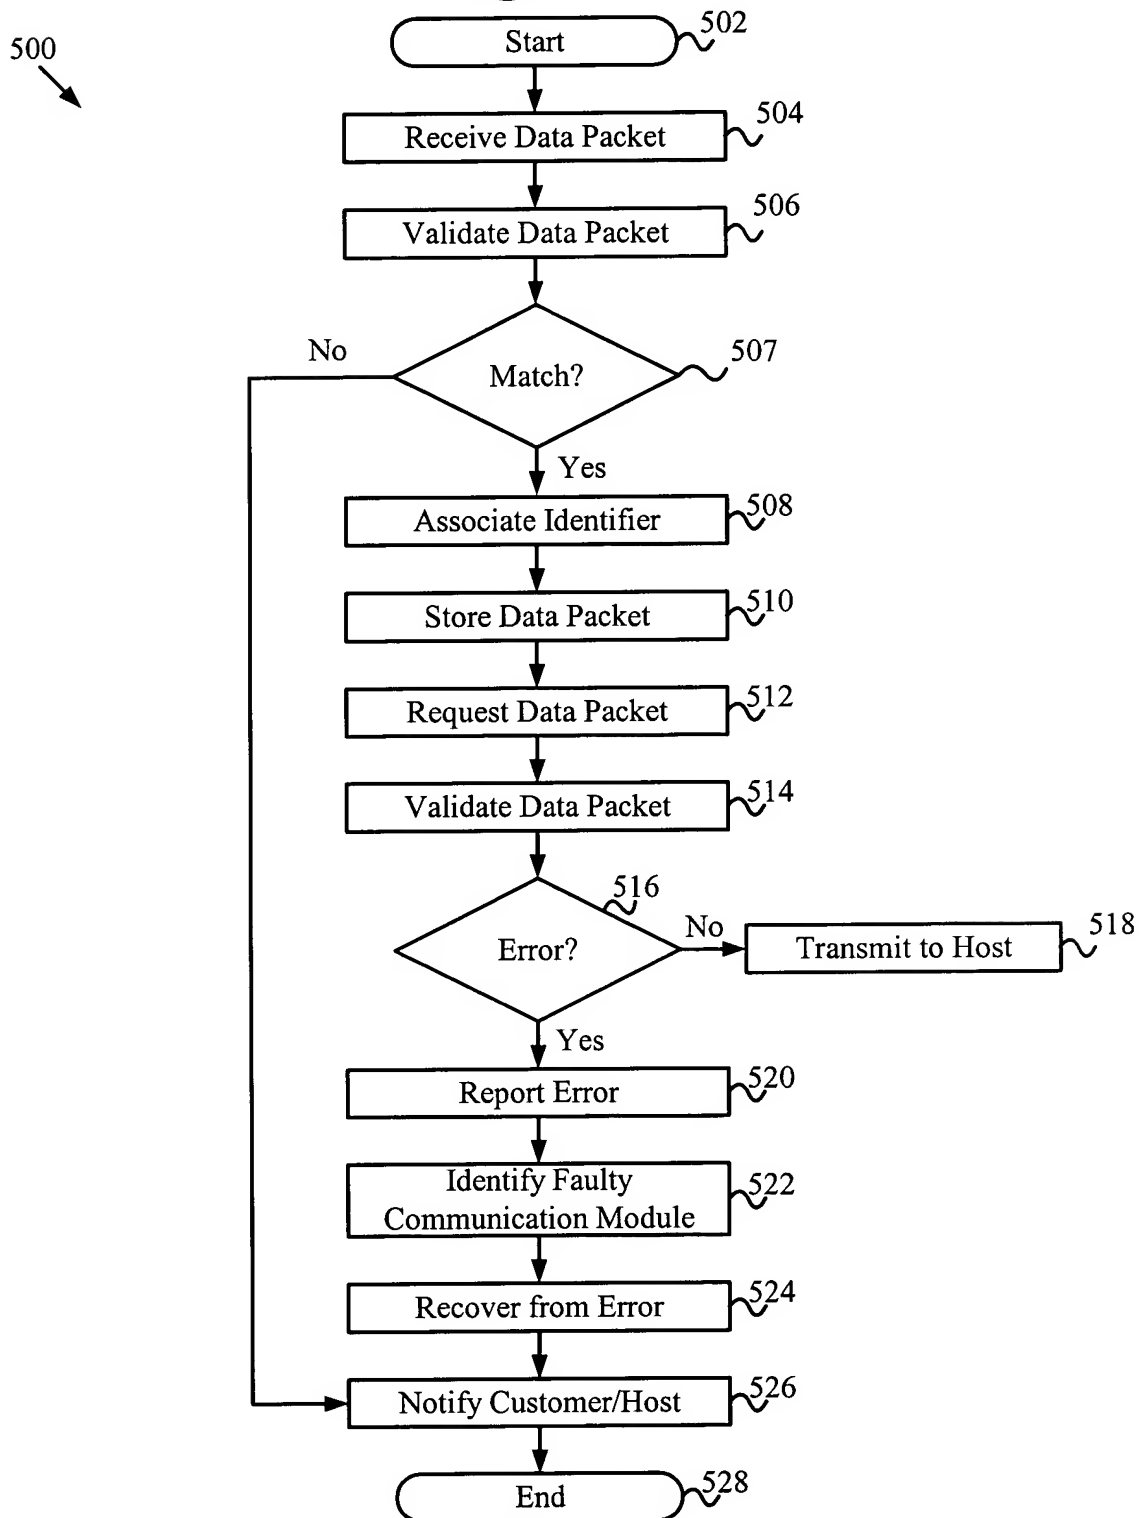 502
Start
500
504
Receive Data Packet
506
Validate Data Packet
No
507
Match?
Yes
508
Associate Identifier
510
Store Data Packet
512
Request Data Packet
514
Validate Data Packet
516
Error?
No
518
Transmit to Host
Yes
520
Report Error
Identify Faulty
522
Communication Module
524
Recover from Error
526
Notify Customer/Host
528
End